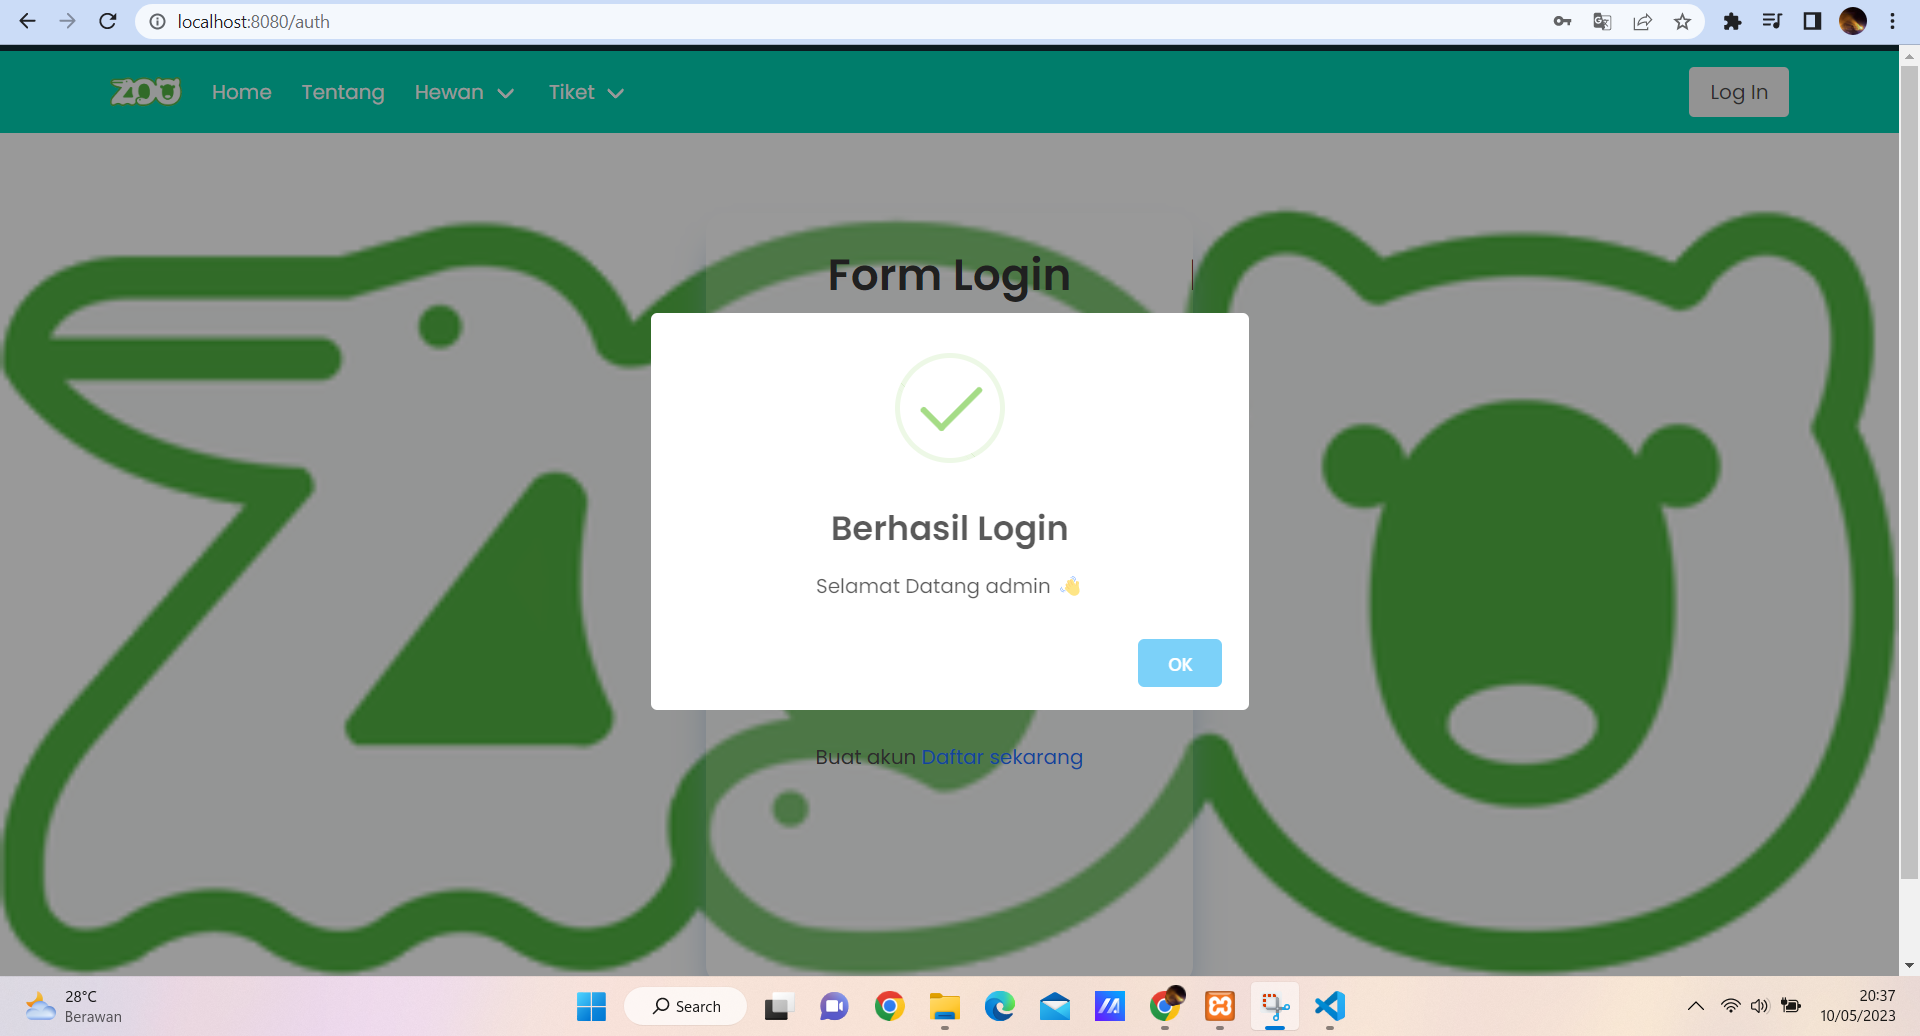 localhost:8080/auth
ZOO
Home Tentang Hewan Tiket Log In
Form Login
Berhasil Login
Selamat Datang admin 👋
OK
Buat akun Daftar sekarang
28°C
Berawan
Search
20:37
10/05/2023